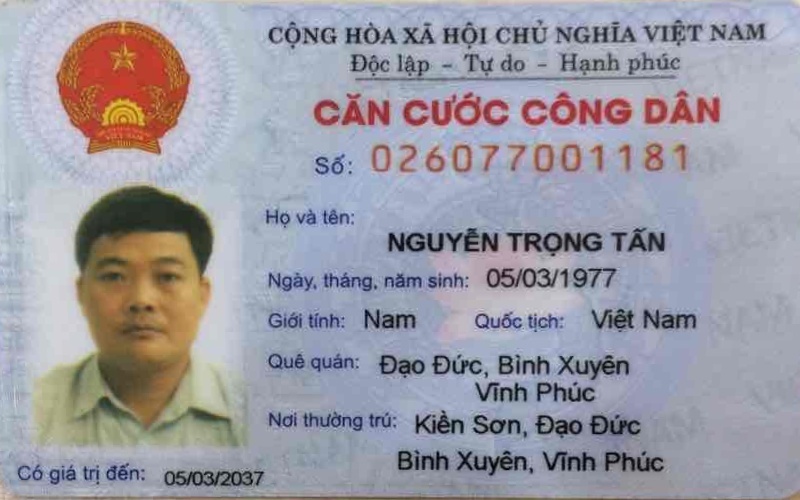 CỘNG HÒA XÃ HỘI CHỦ NGHĨA VIỆT NAM
Độc lập - Tự do - Hạnh phúc
CĂN CƯỚC CÔNG DÂN
Số: 026077001181
Họ và tên:
NGUYỄN TRỌNG TẤN
Ngày, tháng, năm sinh: 05/03/1977
Giới tính: Nam Quốc tịch: Việt Nam
Quê quán: Đạo Đức, Bình Xuyên
Vĩnh Phúc
Nơi thường trú: Kiền Sơn, Đạo Đức
Bình Xuyên, Vĩnh Phúc
Có giá trị đến: 05/03/2037